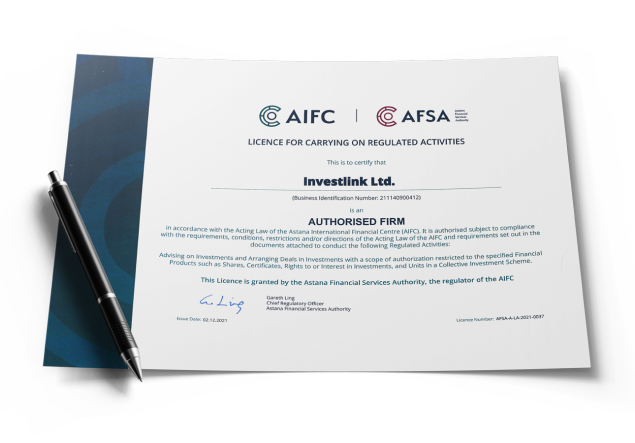 AIFC | AFSA Astana Financial Services Authority
LICENCE FOR CARRYING ON REGULATED ACTIVITIES
This is to certify that
Investlink Ltd.
(Business Identification Number: 211140900412)
is an
AUTHORISED FIRM
in accordance with the Acting Law of the Astana International Financial Centre (AIFC). It is authorised subject to compliance
with the requirements, conditions, restrictions and/or directions of the Acting Law of the AIFC and requirements set out in the
documents attached to conduct the following Regulated Activities:
Advising on Investments and Arranging Deals in Investments with a scope of authorization restricted to the specified Financial
Products such as Shares, Certificates, Rights to or Interest in Investments, and Units in a Collective Investment Scheme.
This Licence is granted by the Astana Financial Services Authority, the regulator of the AIFC
G. Ling
Gareth Ling
Chief Regulatory Officer
Astana Financial Services Authority
Issue Date: 02.12.2021
Licence Number: AFSA-A-LA-2021-0037